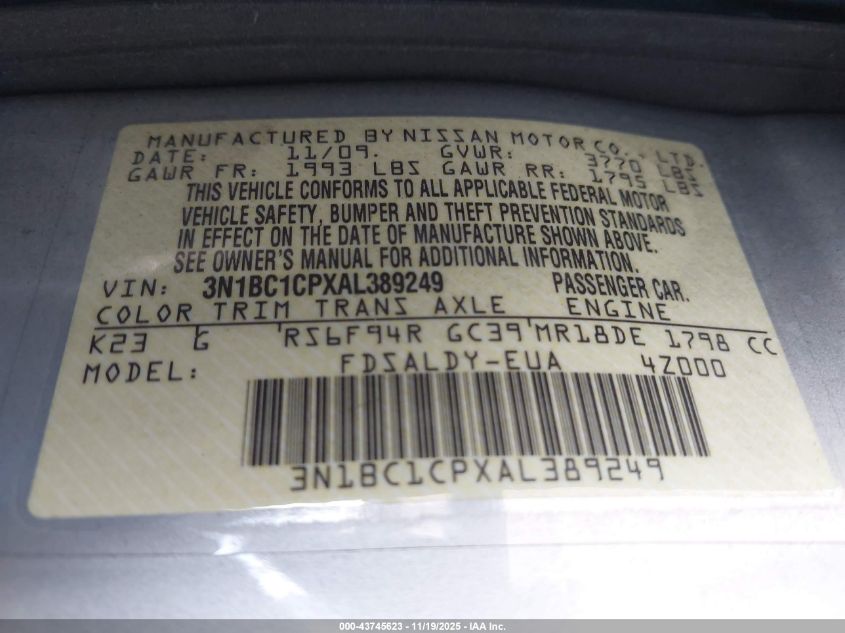 MANUFACTURED BY NISSAN MOTOR CO., LTD.
DATE: 11/09. GVWR: 3770 LBS
GAWR FR: 1993 LBS GAWR RR: 1795 LBS
THIS VEHICLE CONFORMS TO ALL APPLICABLE FEDERAL MOTOR
VEHICLE SAFETY, BUMPER AND THEFT PREVENTION STANDARDS
IN EFFECT ON THE DATE OF MANUFACTURE SHOWN ABOVE.
SEE OWNER'S MANUAL FOR ADDITIONAL INFORMATION.
VIN: 3N1BC1CPXAL389249 PASSENGER CAR.
COLOR TRIM TRANS AXLE ENGINE
K23 G RS6F94R GC39 MR18DE 1798 CC
MODEL: FDSALDY-EUA 4Z000
3N1BC1CPXAL389249
000-43745623 - 11/19/2025 - IAA Inc.